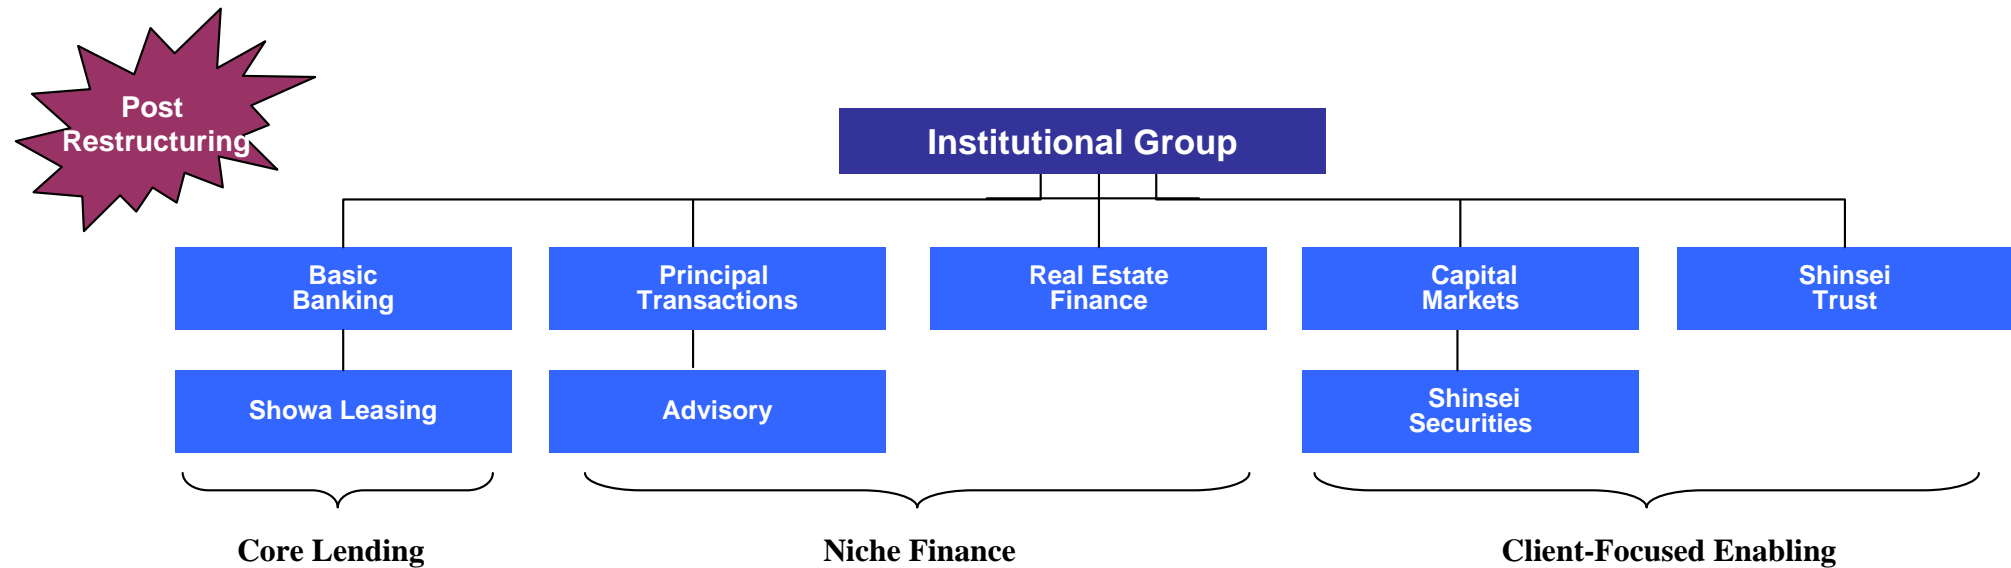 Post
Restructuring
Institutional Group
Basic
Banking
Principal
Transactions
Real Estate
Finance
Capital
Markets
Shinsei
Trust
Showa Leasing
Advisory
Shinsei
Securities
Core Lending
Niche Finance
Client-Focused Enabling